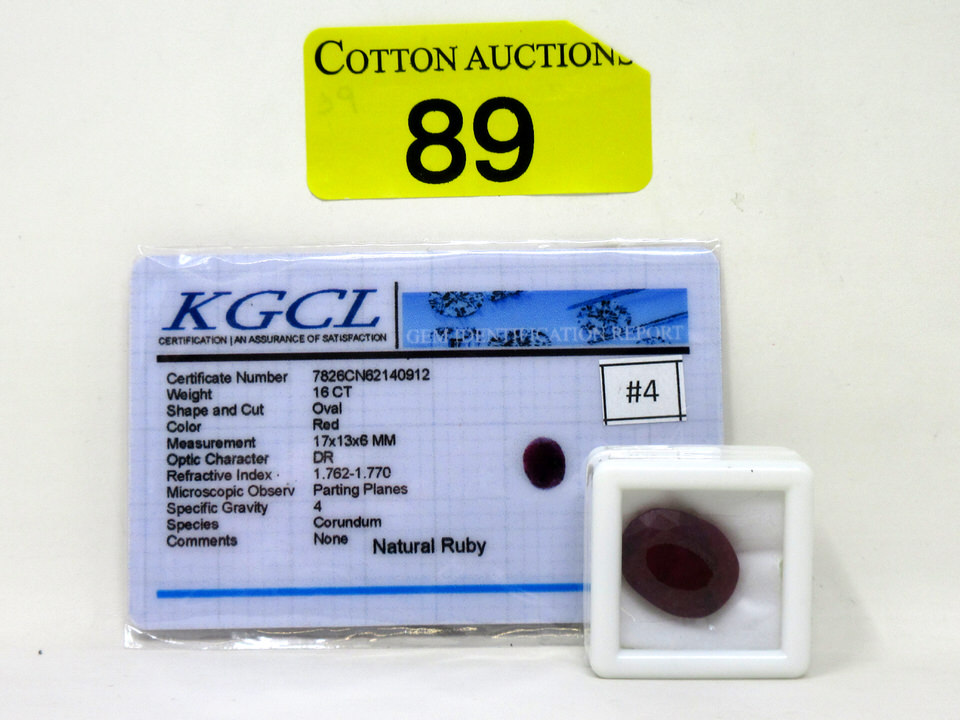 COTTON AUCTIONS
89
KGCL
CERTIFICATION | AN ASSURANCE OF SATISFACTION
GEM IDENTIFICATION REPORT
#4
Certificate Number 7826CN62140912
Weight 16 CT
Shape and Cut Oval
Color Red
Measurement 17x13x6 MM
Optic Character DR
Refractive Index 1.762-1.770
Microscopic Observ Parting Planes
Specific Gravity 4
Species Corundum
Comments None
Natural Ruby